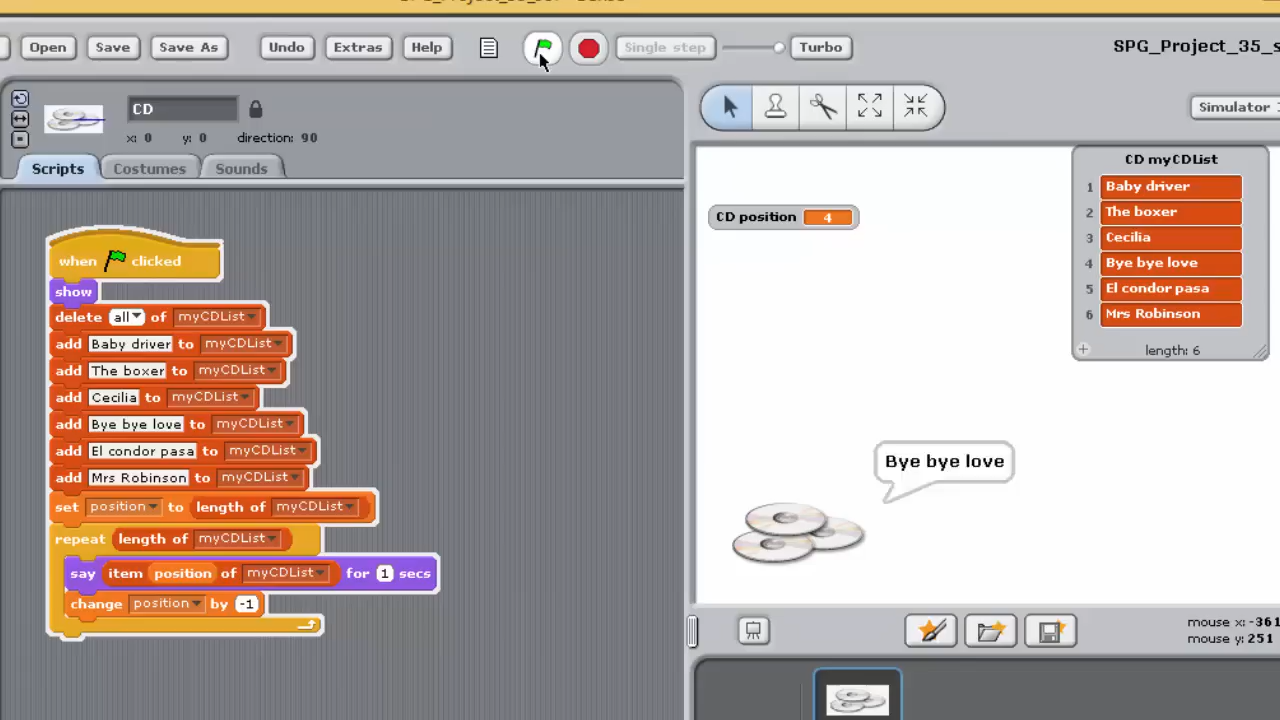 Open Save Save As Undo Extras Help Single step Turbo SPG_Project_35_s
CD
x: 0 y: 0 direction: 90
Simulator
Scripts Costumes Sounds
when clicked
show
delete all of myCDList
add Baby driver to myCDList
add The boxer to myCDList
add Cecilia to myCDList
add Bye bye love to myCDList
add El condor pasa to myCDList
add Mrs Robinson to myCDList
set position to length of myCDList
repeat length of myCDList
say item position of myCDList for 1 secs
change position by -1
CD position 4
CD myCDList
1 Baby driver
2 The boxer
3 Cecilia
4 Bye bye love
5 El condor pasa
6 Mrs Robinson
+ length: 6
Bye bye love
mouse x: -361
mouse y: 251